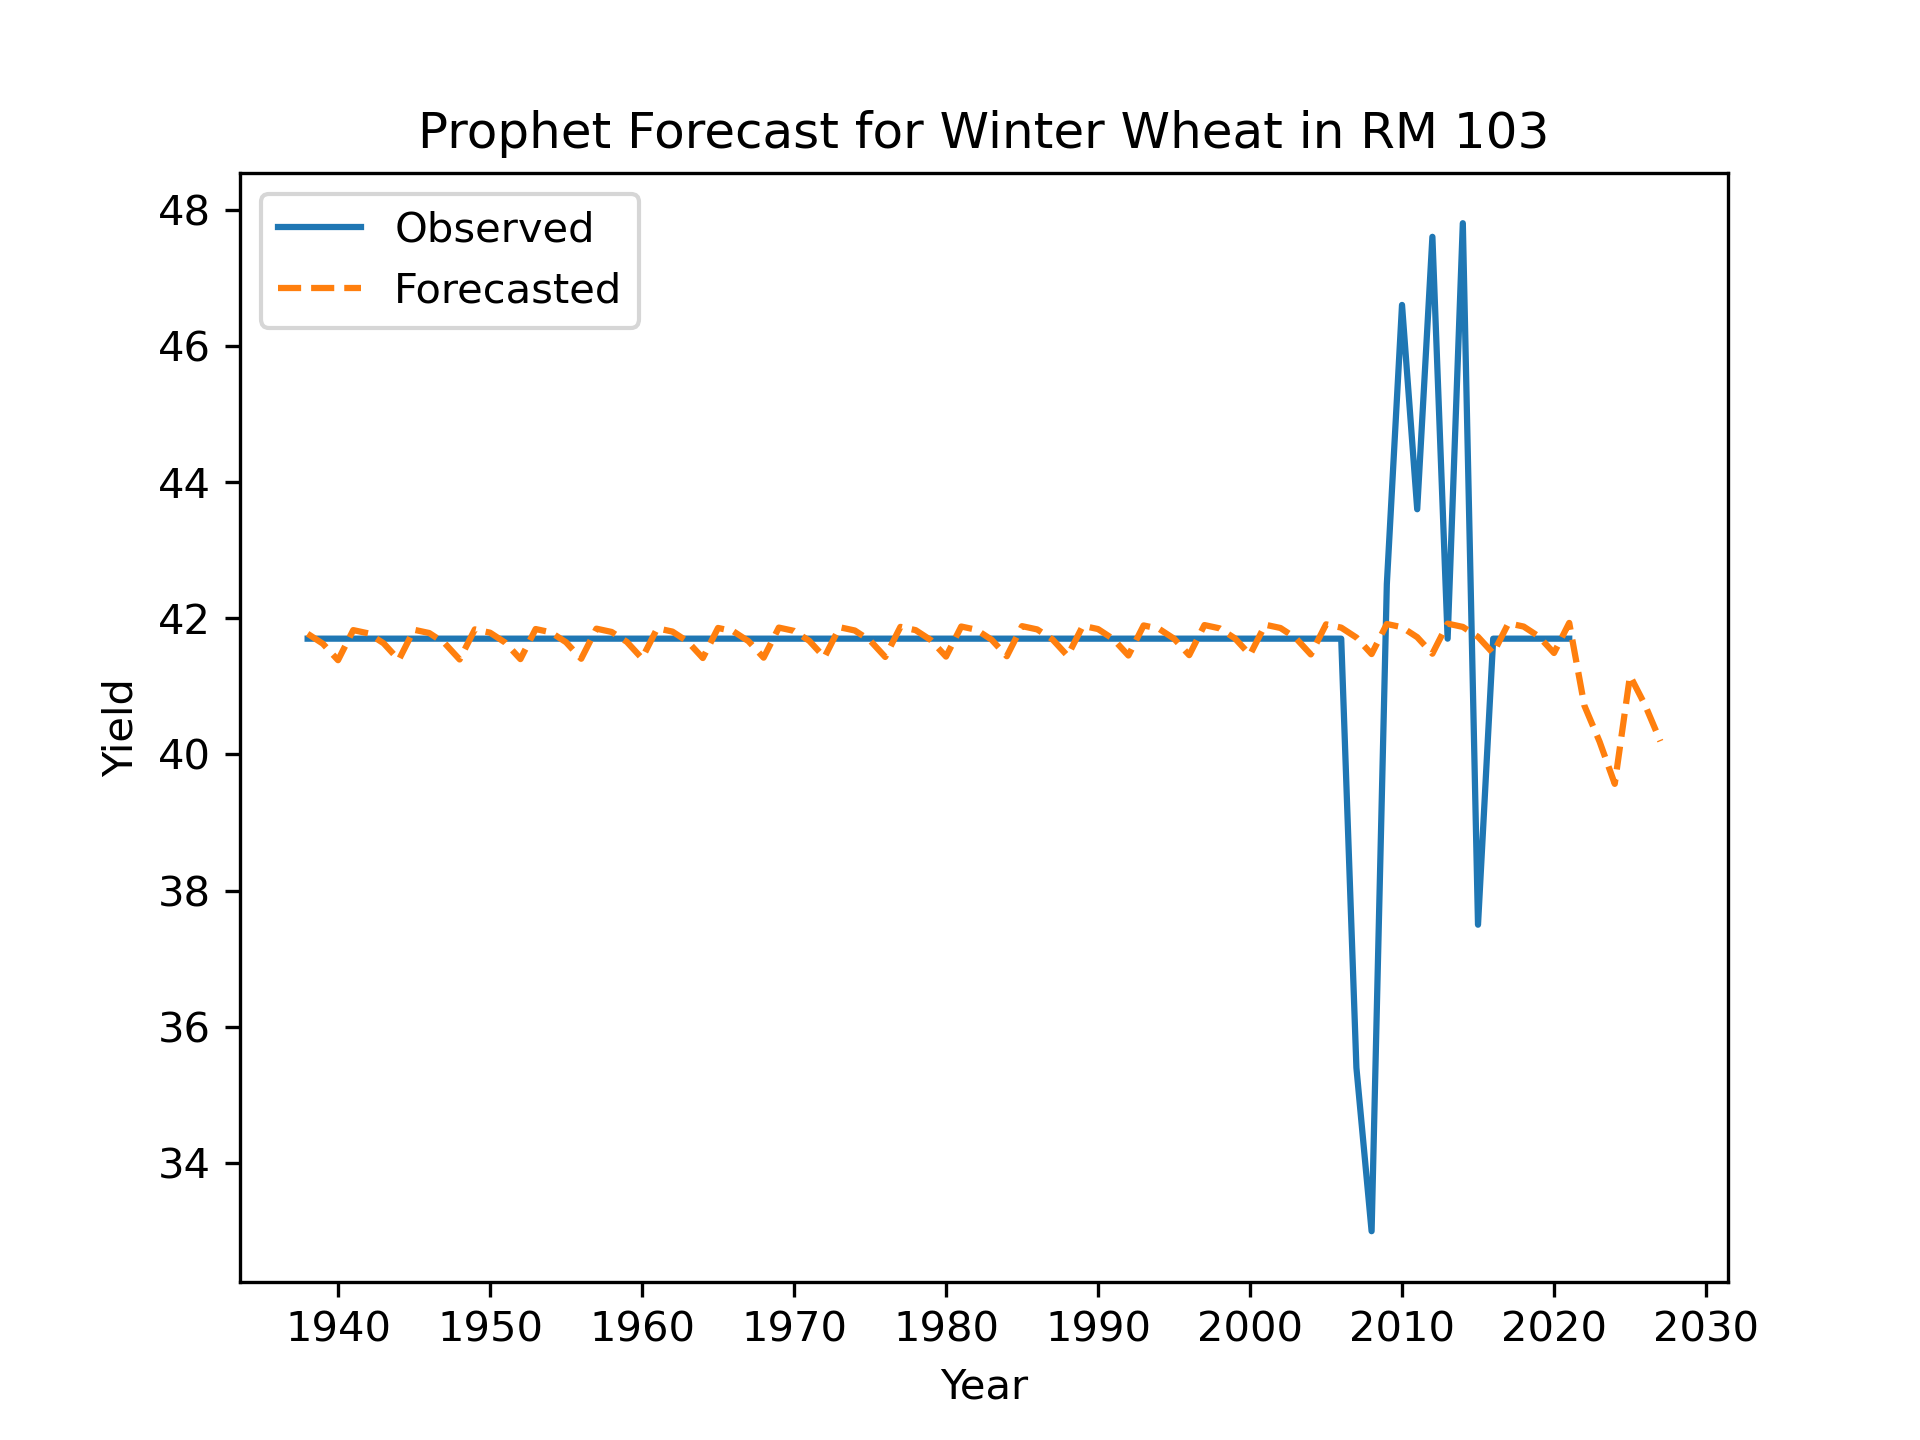 Prophet Forecast for Winter Wheat in RM 103
Observed
Forecasted
48
46
44
42
40
38
36
34
Yield
1940 1950 1960 1970 1980 1990 2000 2010 2020 2030
Year